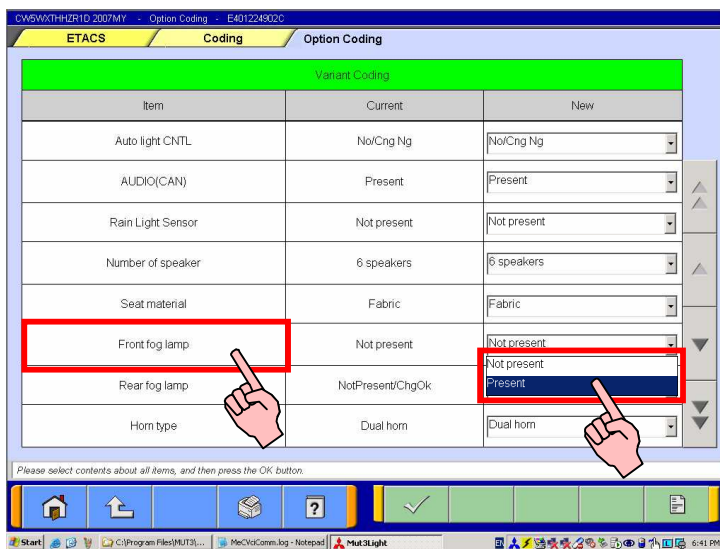 CW5WXTHHZR1D 2007MY - Option Coding - E401224902C
ETACS Coding Option Coding
Variant Coding
Item Current New
Auto light CNTL No/Cng Ng No/Cng Ng
AUDIO(CAN) Present Present
Rain Light Sensor Not present Not present
Number of speaker 6 speakers 6 speakers
Seat material Fabric Fabric
Front fog lamp Not present Not present
Not present
Rear fog lamp NotPresent/ChgOk Present
Horn type Dual horn Dual horn
Please select contents about all items, and then press the OK button.
?
Start C:\Program Files\MUT3\... MeCVciComm.log - Notepad Mut3Light EN 6:41 PM